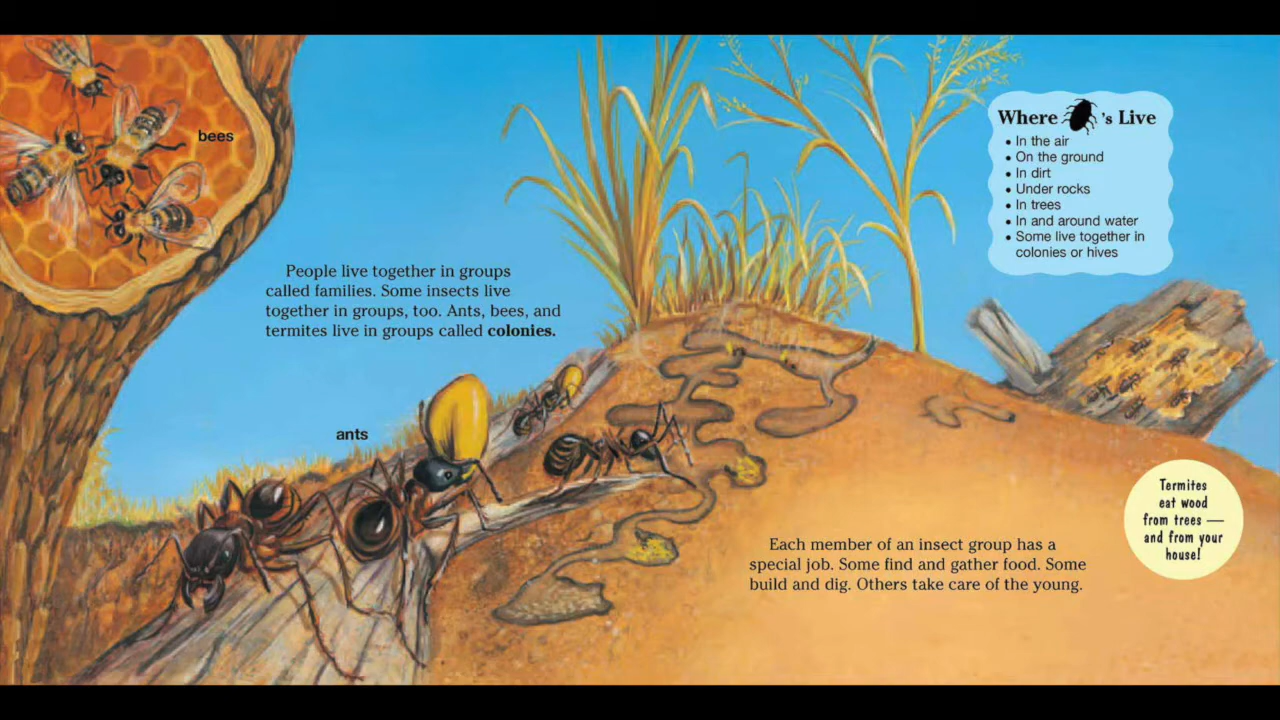 bees
Where 's Live
• In the air
• On the ground
• In dirt
• Under rocks
• In trees
• In and around water
• Some live together in
colonies or hives
People live together in groups
called families. Some insects live
together in groups, too. Ants, bees, and
termites live in groups called colonies.
ants
Termites
eat wood
from trees —
and from your
house!
Each member of an insect group has a
special job. Some find and gather food. Some
build and dig. Others take care of the young.